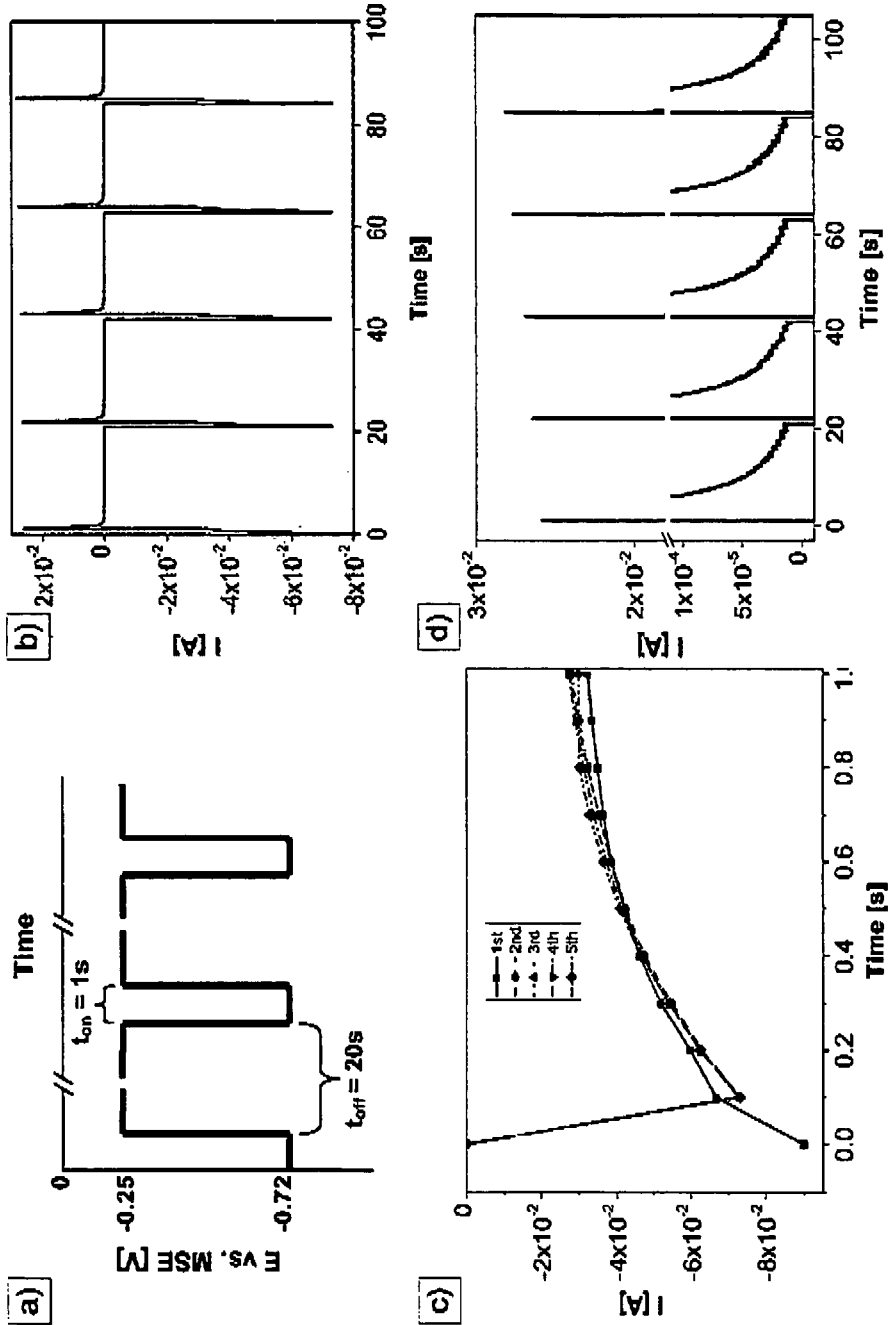 a)
Time
0
-0.25
-0.72
E vs. MSE [V]
t_on = 1s
t_off = 20s
b)
2x10^-2
0
-2x10^-2
-4x10^-2
-6x10^-2
-8x10^-2
I [A]
0 20 40 60 80 100
Time [s]
c)
0
-2x10^-2
-4x10^-2
-6x10^-2
-8x10^-2
I [A]
1st
2nd
3rd
4th
5th
0.0 0.2 0.4 0.6 0.8 1.0
Time [s]
d)
3x10^-2
2x10^-2
1x10^-4
5x10^-5
0
I [A]
0 20 40 60 80 100
Time [s]